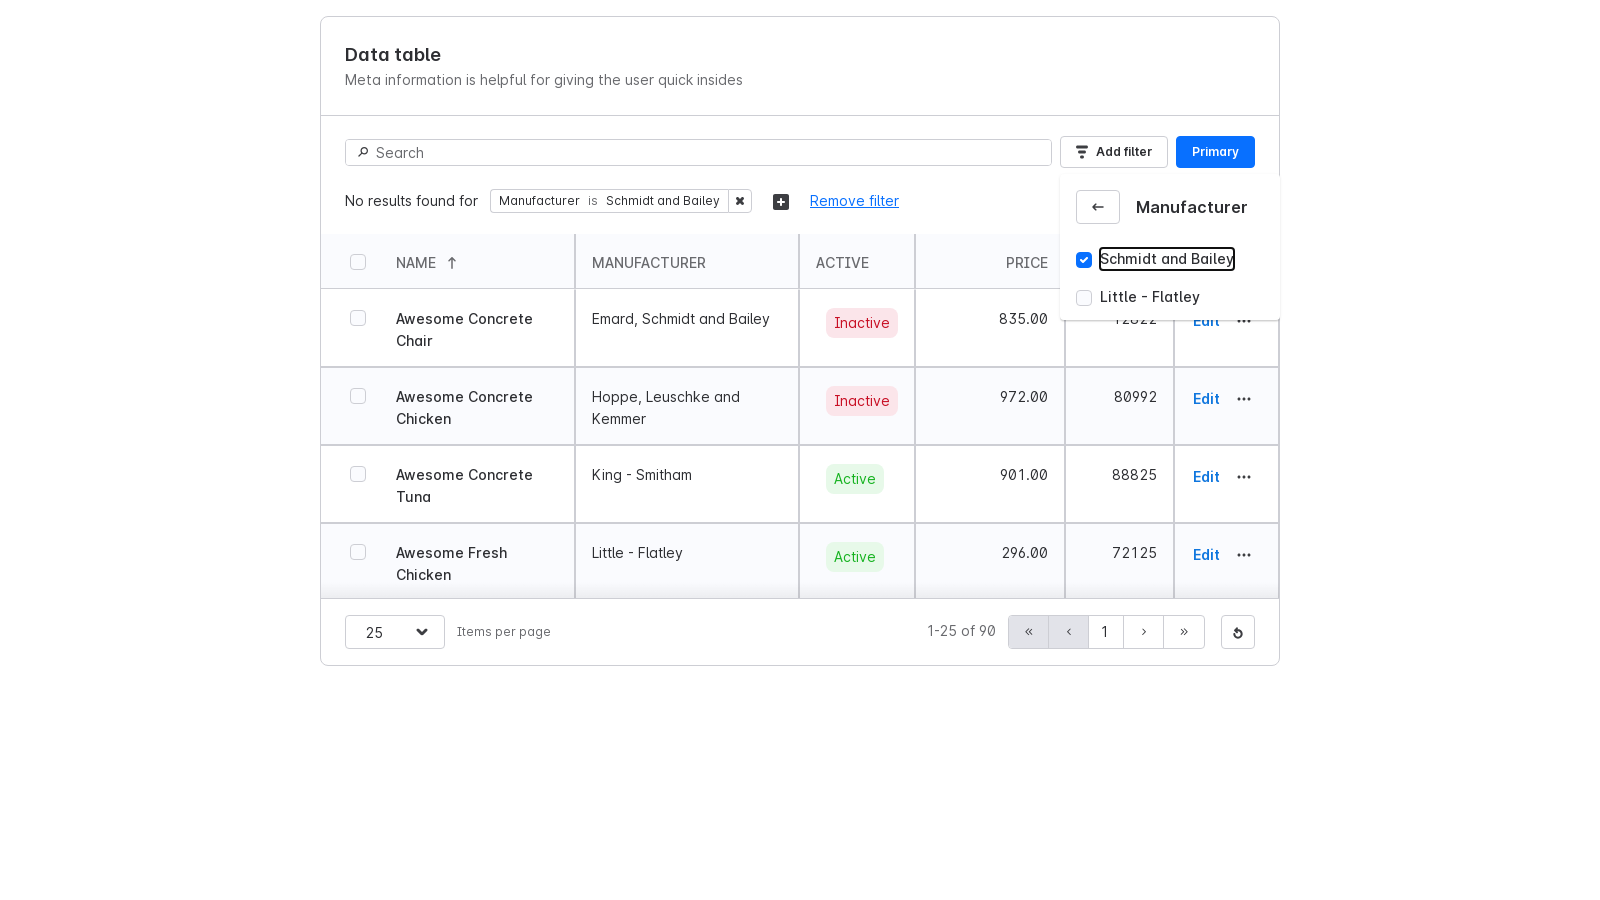 Data table
Meta information is helpful for giving the user quick insides
Search
Add filter
Primary
No results found for Manufacturer is Schmidt and Bailey Remove filter
Manufacturer
Schmidt and Bailey
Little - Flatley
NAME MANUFACTURER ACTIVE PRICE
Awesome Concrete Chair Emard, Schmidt and Bailey Inactive 835.00 12822 Edit
Awesome Concrete Chicken Hoppe, Leuschke and Kemmer Inactive 972.00 80992 Edit
Awesome Concrete Tuna King - Smitham Active 901.00 88825 Edit
Awesome Fresh Chicken Little - Flatley Active 296.00 72125 Edit
25 Items per page 1-25 of 90 « ‹ 1 › »